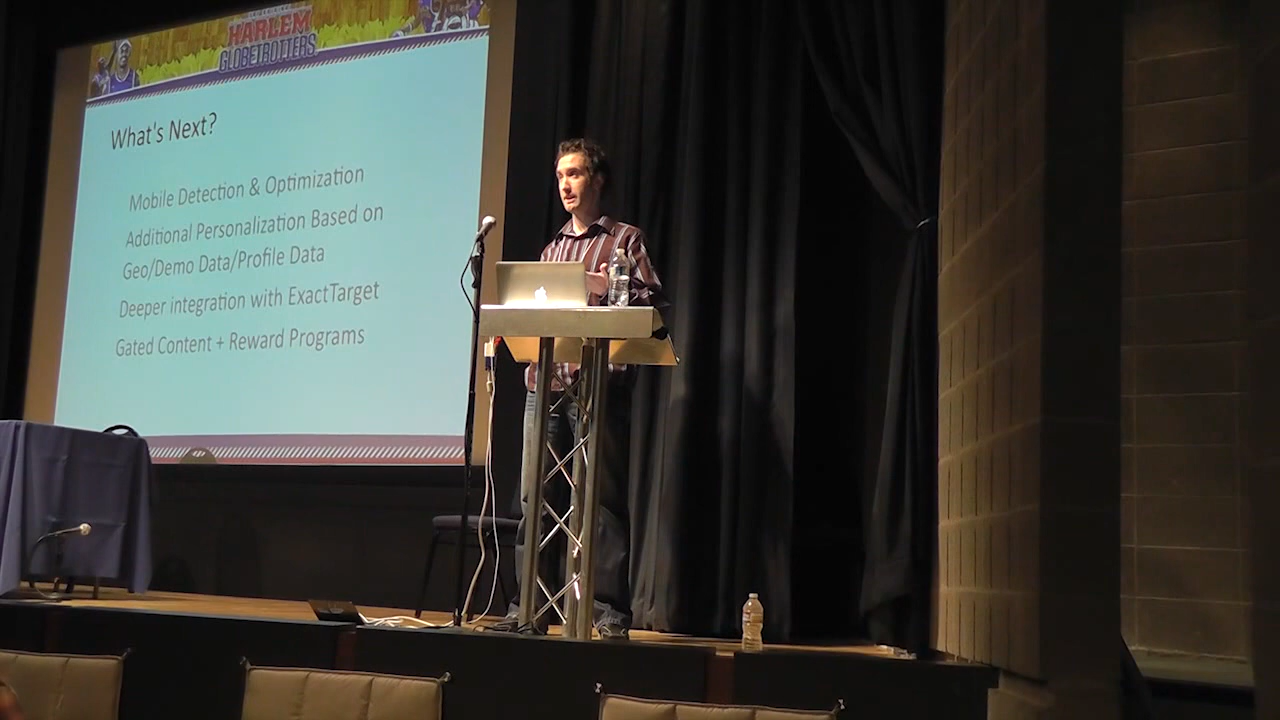 HARLEM
GLOBETROTTERS
What's Next?
Mobile Detection & Optimization
Additional Personalization Based on
Geo/Demo Data/Profile Data
Deeper integration with ExactTarget
Gated Content + Reward Programs